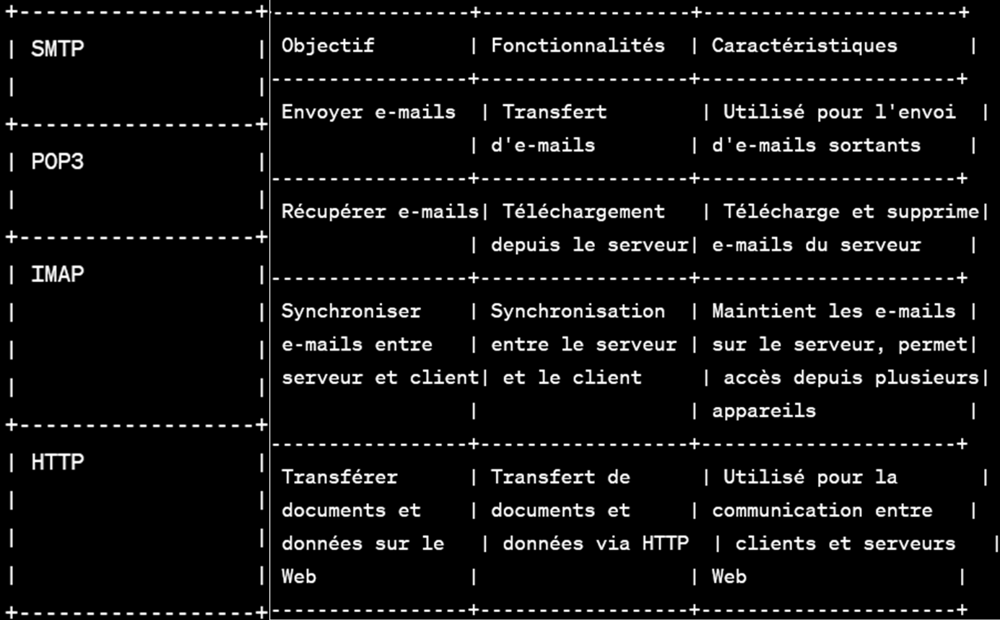 SMTP
POP3
IMAP
HTTP
Objectif | Fonctionnalités | Caractéristiques |
Envoyer e-mails | Transfert | Utilisé pour l'envoi |
| d'e-mails | d'e-mails sortants |
Récupérer e-mails| Téléchargement | Télécharge et supprime|
| depuis le serveur| e-mails du serveur |
Synchroniser | Synchronisation | Maintient les e-mails |
e-mails entre | entre le serveur | sur le serveur, permet|
serveur et client| et le client | accès depuis plusieurs|
| | appareils |
Transférer | Transfert de | Utilisé pour la |
documents et | documents et | communication entre |
données sur le | données via HTTP | clients et serveurs |
Web | | Web |